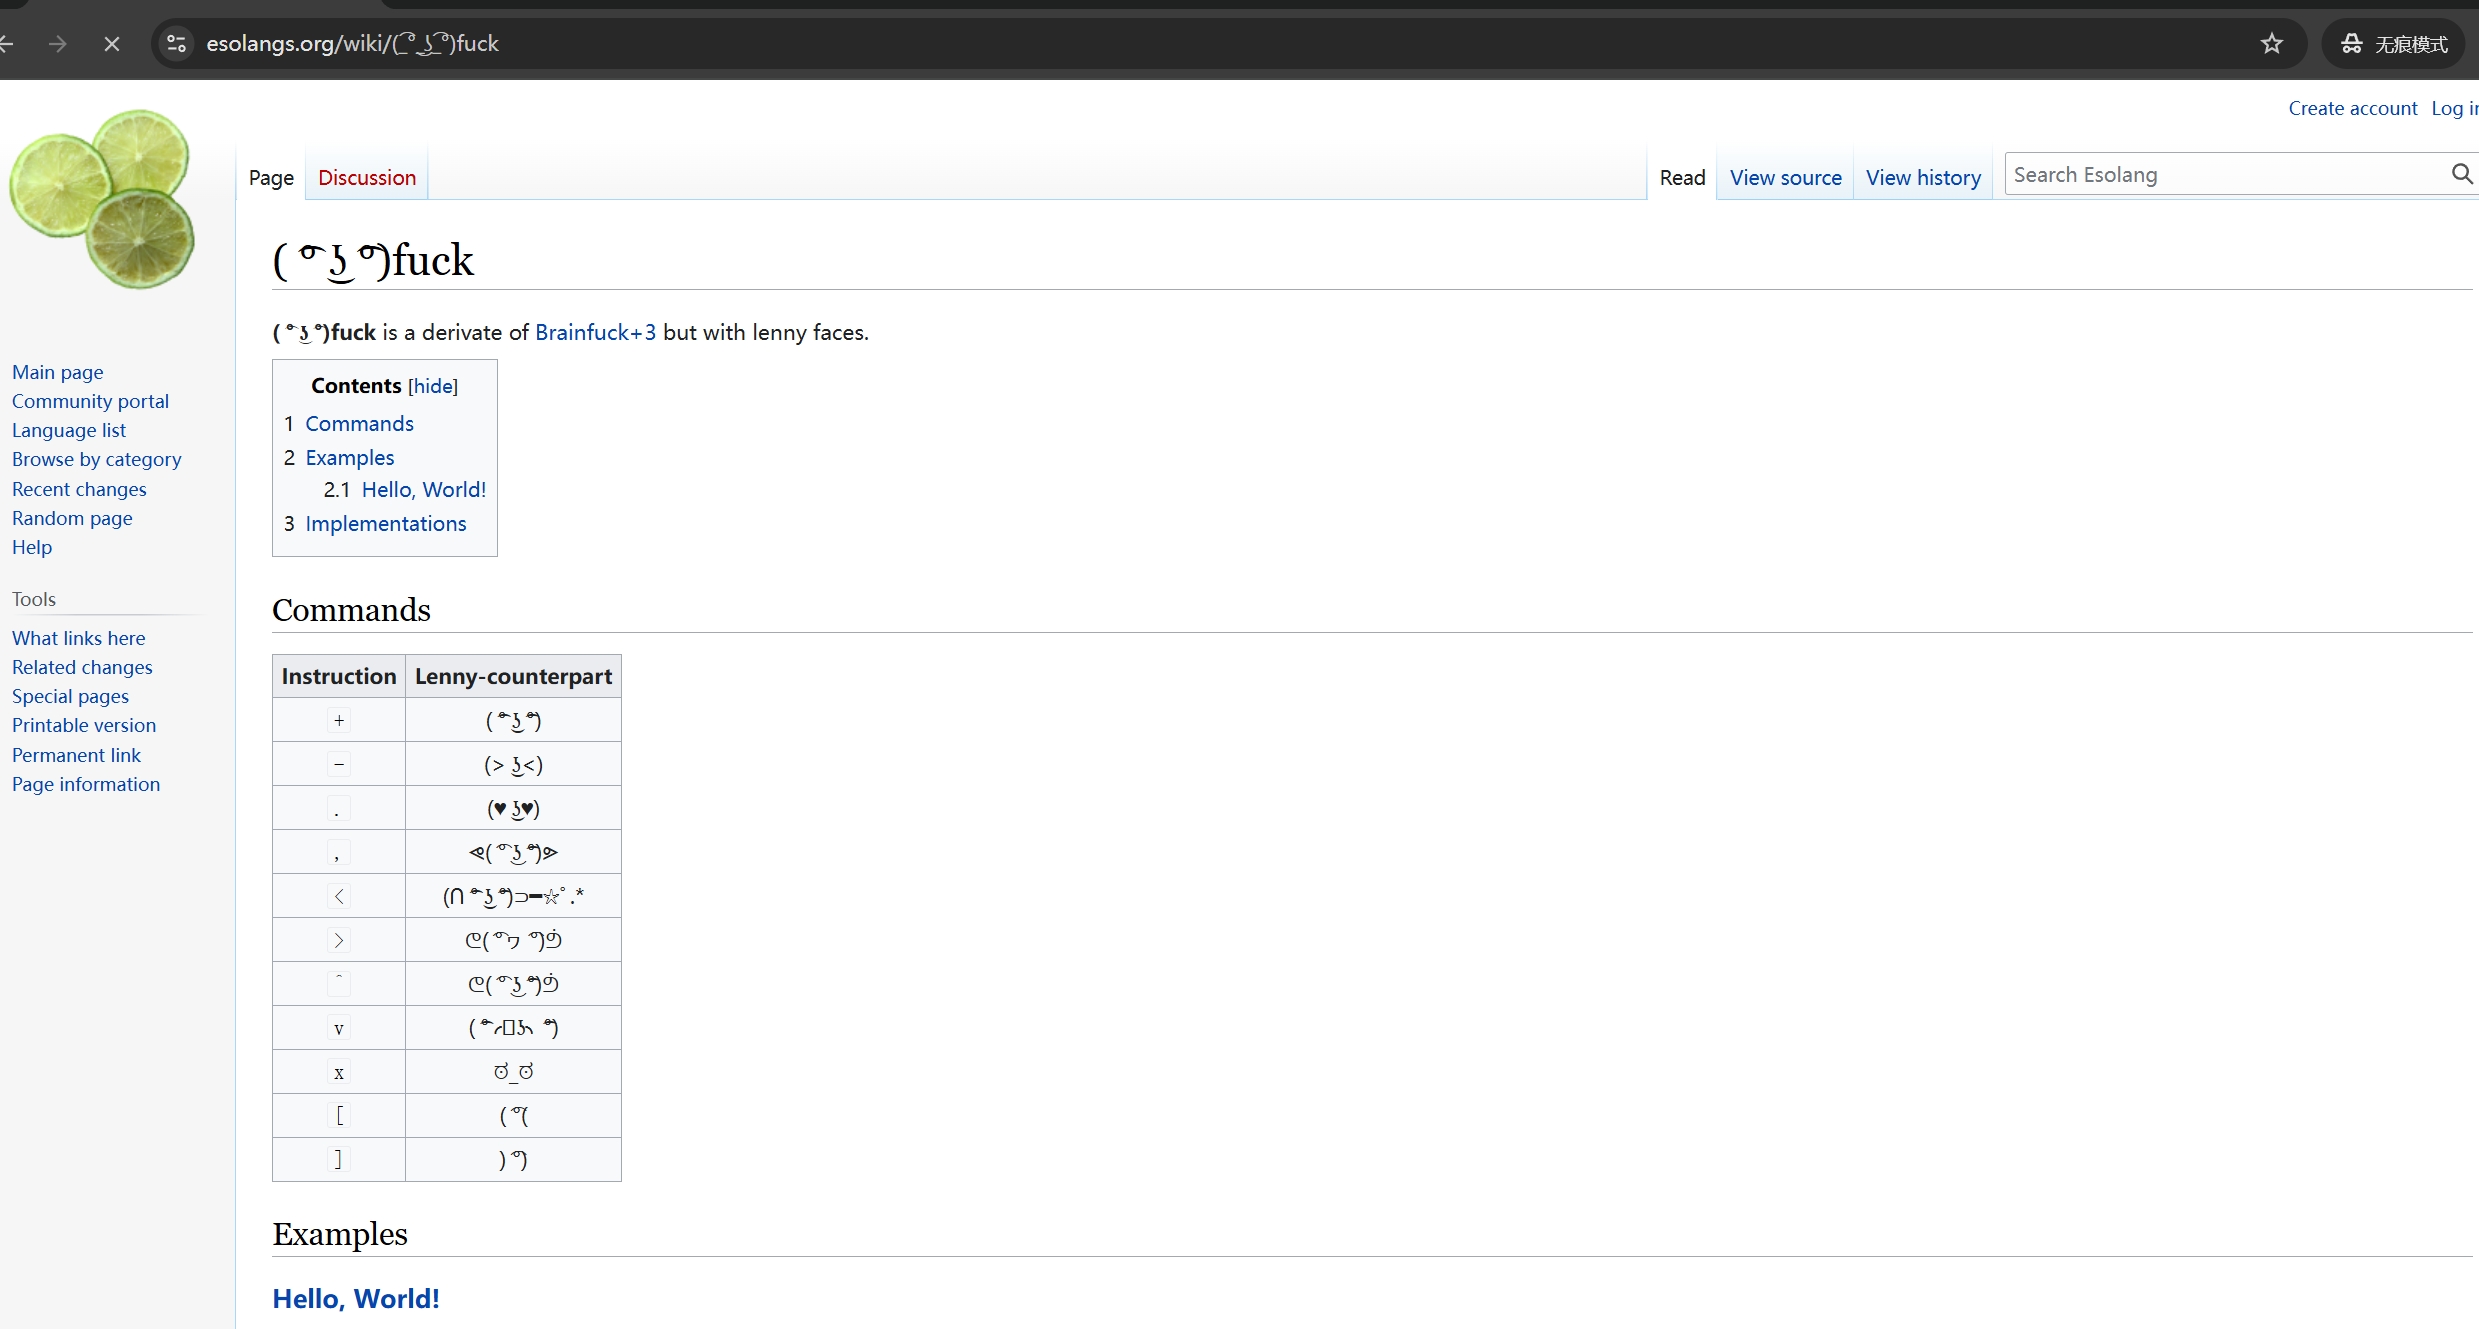 esolangs.org/wiki/(_͡°_͜ʖ_͡°)fuck
无痕模式
Create account Log in
Page Discussion
Read View source View history
Search Esolang
( ͡° ͜ʖ ͡°)fuck
( ͡° ͜ʖ ͡°)fuck is a derivate of Brainfuck+3 but with lenny faces.
Contents [hide]
1 Commands
2 Examples
2.1 Hello, World!
3 Implementations
Main page
Community portal
Language list
Browse by category
Recent changes
Random page
Help
Tools
What links here
Related changes
Special pages
Printable version
Permanent link
Page information
Commands
Instruction Lenny-counterpart
+ ( ͡° ͜ʖ ͡°)
- (> ͜ʖ<)
. (♥ ͜ʖ♥)
, ᕙ( ͡° ͜ʖ ͡°)ᕗ
< (∩ ͡° ͜ʖ ͡°)⊃━☆ﾟ.*
> ᕦ( ͡°ヮ ͡°)ᕥ
^ ᕦ( ͡° ͜ʖ ͡°)ᕥ
v ( ͡°╭͜ʖ╮ ͡°)
x ಠ_ಠ
[ ( ͡°(
] ) ͡°)
Examples
Hello, World!